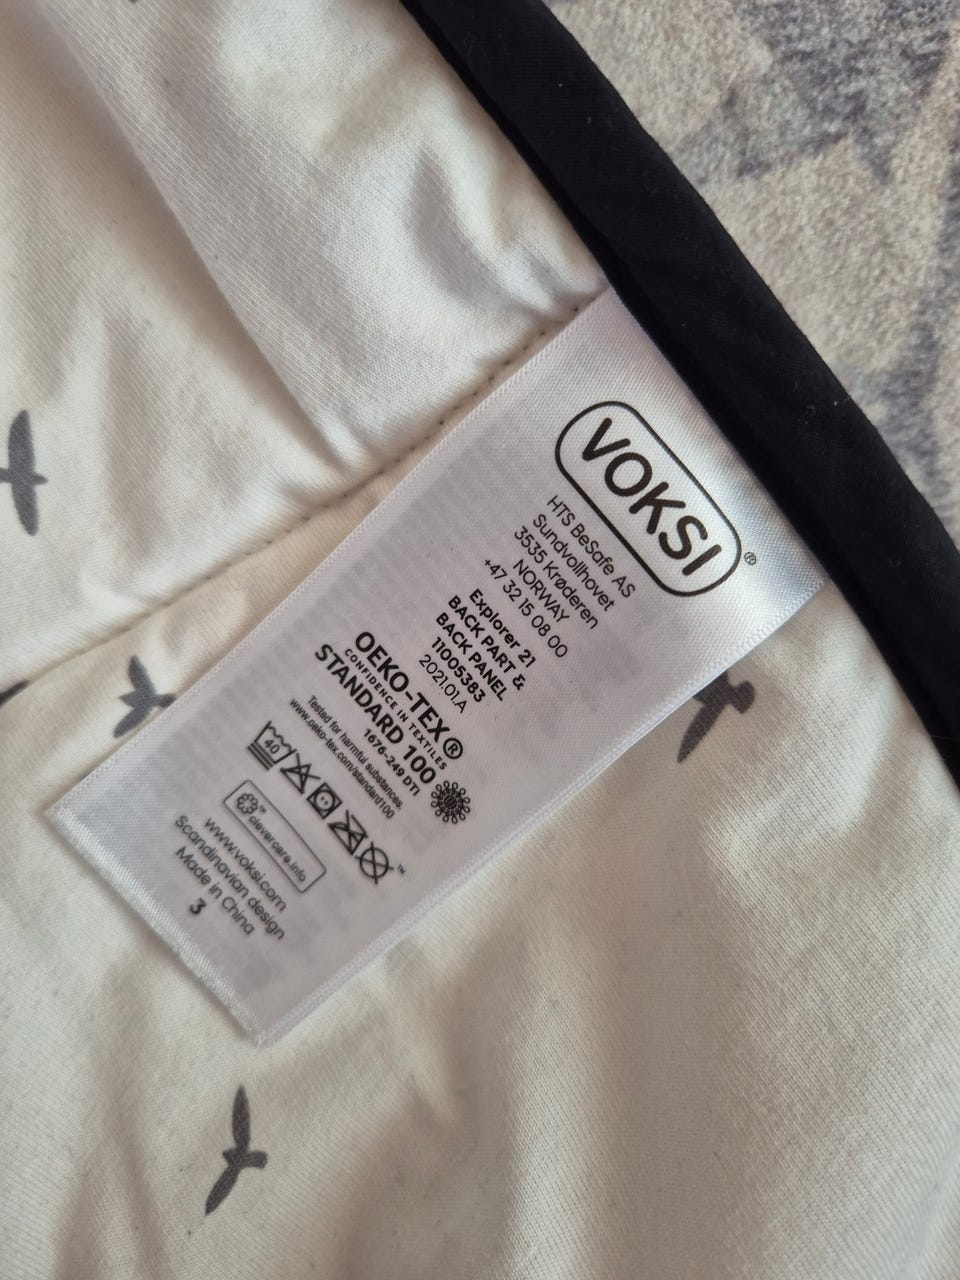 VOKSI®
HTS BeSafe AS
Sundvollhovet
3535 Krøderen
NORWAY
+47 32 15 08 00
Explorer 21
BACK PART &
BACK PANEL
11005383
2021.01.A
OEKO-TEX®
CONFIDENCE IN TEXTILES
STANDARD 100
1676-249 DTI
Tested for harmful substances.
www.oeko-tex.com/standard100
40
™
™
clevercare.info
www.voksi.com
Scandinavian design
Made in China
3